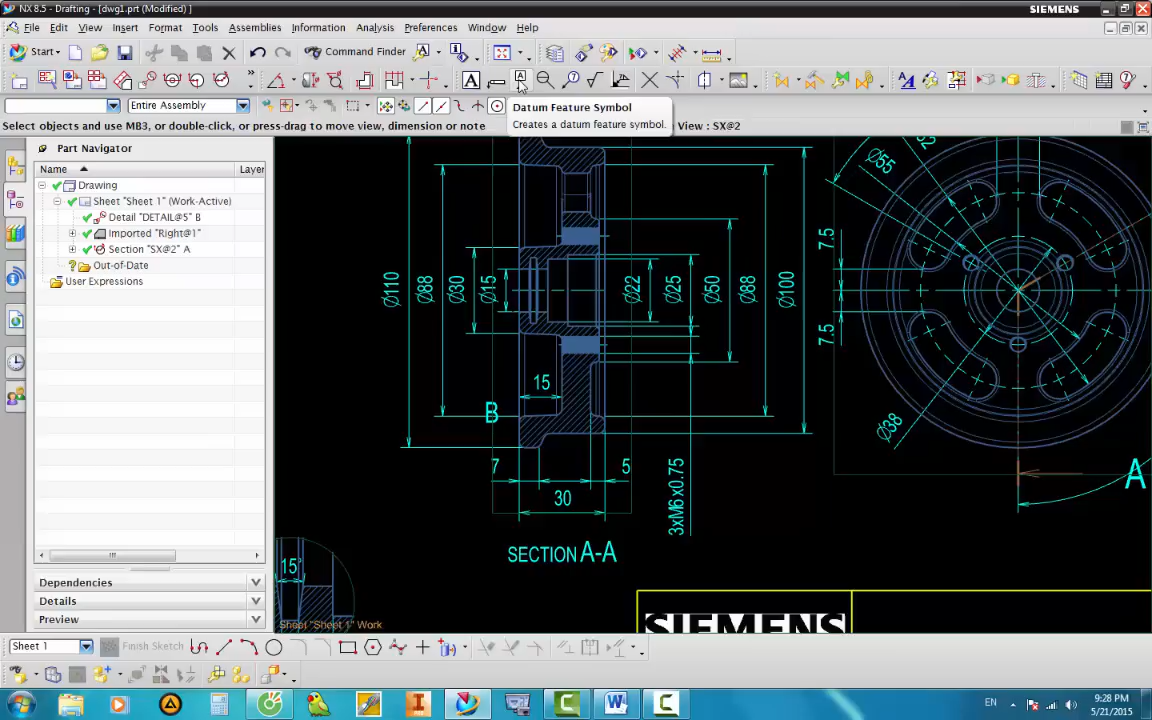 NX 8.5 - Drafting - [dwg1.prt (Modified) ]
SIEMENS
File Edit View Insert Format Tools Assemblies Information Analysis Preferences Window Help
Start
Command Finder
Entire Assembly
Datum Feature Symbol
Creates a datum feature symbol.
Select objects and use MB3, or double-click, or press-drag to move view, dimension or note
View : SX@2
Part Navigator
Name Layer
Drawing
Sheet "Sheet 1" (Work-Active)
Detail "DETAIL@5" B
Imported "Right@1"
Section "SX@2" A
Out-of-Date
User Expressions
Dependencies
Details
Preview
Ø110
Ø88
Ø30
Ø15
Ø22
Ø25
Ø50
Ø88
Ø100
7.5
7.5
Ø55
Ø38
15
B
7
5
30
3xM6x0.75
A
SECTION A-A
15
SIEMENS
Sheet "Sheet 1" Work
Sheet 1
Finish Sketch
EN
9:28 PM
5/21/2015